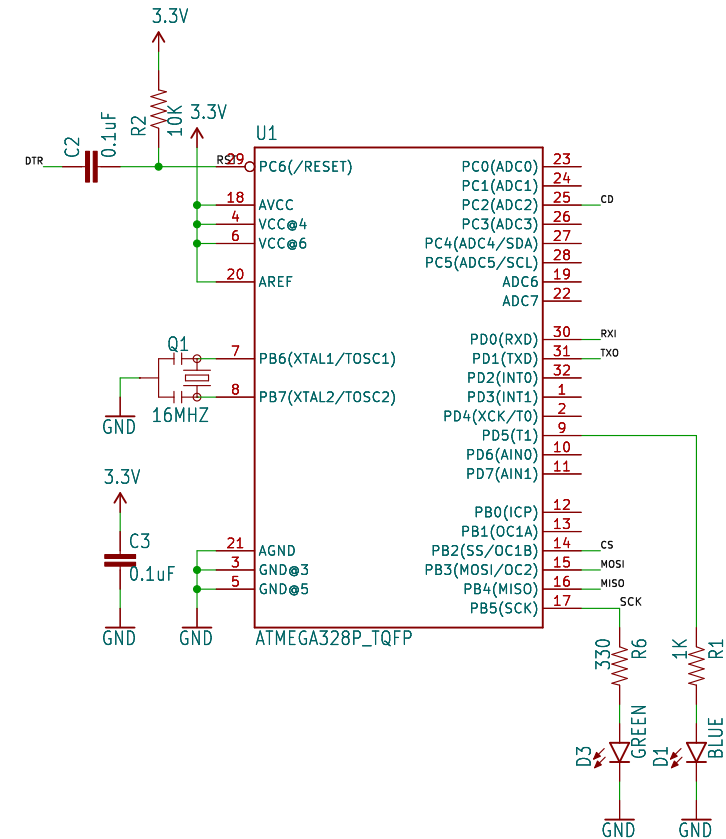 3.3V
3.3V
DTR
C2
0.1uF
R2
10K
RST
U1
29 PC6(/RESET)
18 AVCC
4 VCC@4
6 VCC@6
20 AREF
7 PB6(XTAL1/TOSC1)
8 PB7(XTAL2/TOSC2)
21 AGND
3 GND@3
5 GND@5
PC0(ADC0) 23
PC1(ADC1) 24
PC2(ADC2) 25 CD
PC3(ADC3) 26
PC4(ADC4/SDA) 27
PC5(ADC5/SCL) 28
ADC6 19
ADC7 22
PD0(RXD) 30 RXI
PD1(TXD) 31 TXO
PD2(INT0) 32
PD3(INT1) 1
PD4(XCK/T0) 2
PD5(T1) 9
PD6(AIN0) 10
PD7(AIN1) 11
PB0(ICP) 12
PB1(OC1A) 13
PB2(SS/OC1B) 14 CS
PB3(MOSI/OC2) 15 MOSI
PB4(MISO) 16 MISO
PB5(SCK) 17 SCK
ATMEGA328P_TQFP
Q1
16MHZ
GND
3.3V
C3
0.1uF
GND
GND
330
R6
1K
R1
D3
GREEN
D1
BLUE
GND
GND